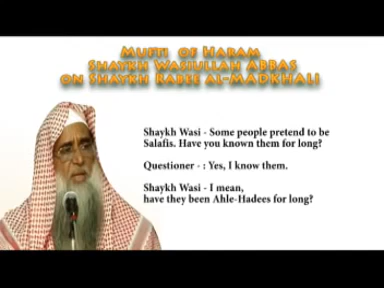 Mufti of Haram
Shaykh Wasiullah ABBAS
on Shaykh Rabee al-MADKHALI
Shaykh Wasi - Some people pretend to be
Salafis. Have you known them for long?
Questioner - : Yes, I know them.
Shaykh Wasi - I mean,
have they been Ahle-Hadees for long?